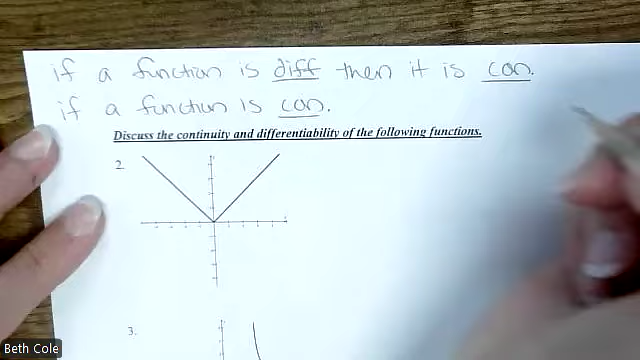 if a function is diff then it is con.
if a function is con.
Discuss the continuity and differentiability of the following functions.
2.
3.
Beth Cole